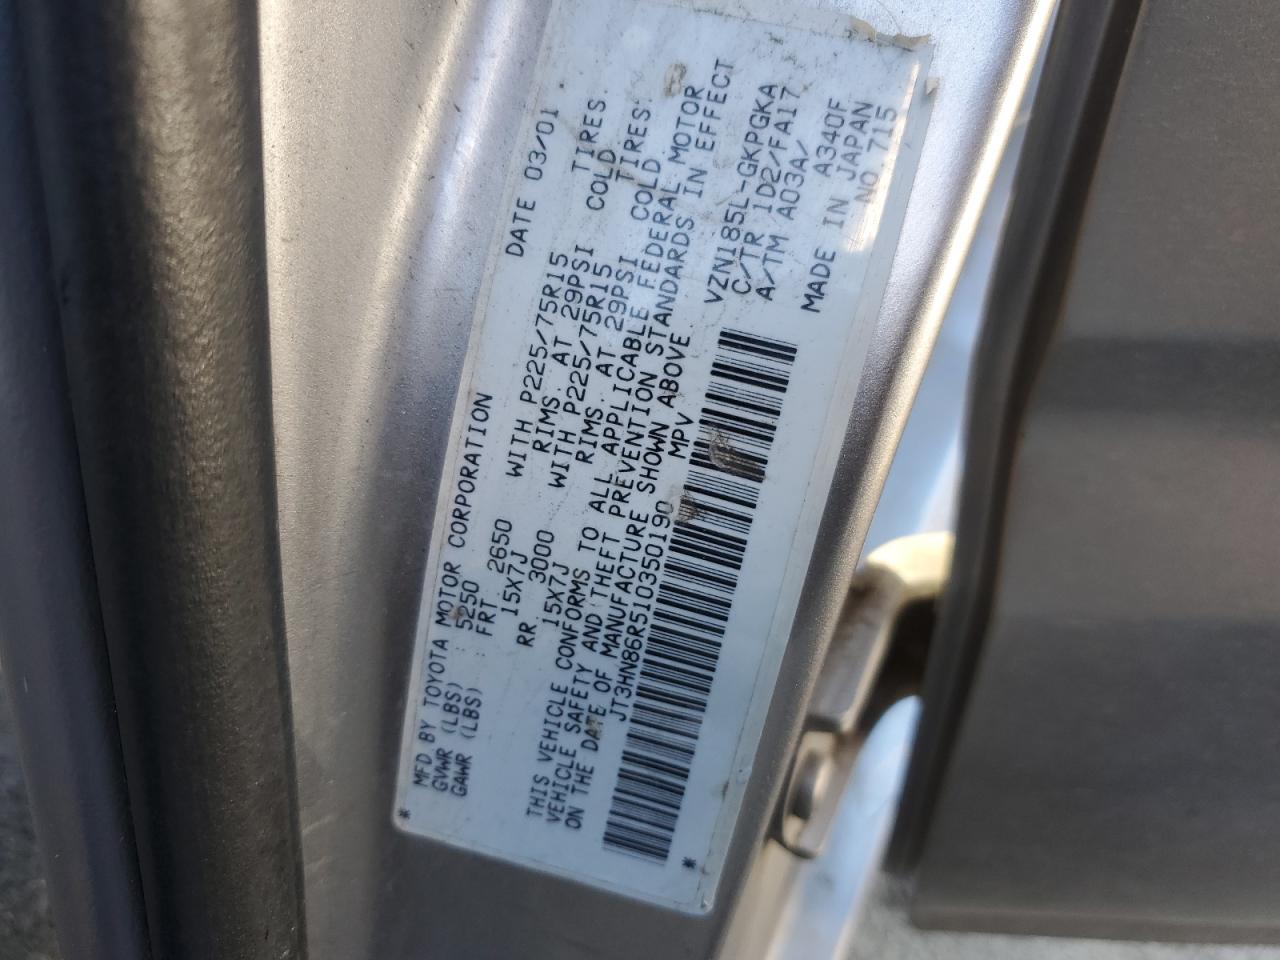 MFD BY TOYOTA MOTOR CORPORATION DATE 03/01
GVWR (LBS) 5250
GAWR (LBS) FRT 2650 WITH P225/75R15 TIRES.
15X7J RIMS. AT 29PSI COLD
RR 3000 WITH P225/75R15 TIRES.
15X7J RIMS. AT 29PSI COLD
THIS VEHICLE CONFORMS TO ALL APPLICABLE FEDERAL MOTOR
VEHICLE SAFETY AND THEFT PREVENTION STANDARDS IN EFFECT
ON THE DATE OF MANUFACTURE SHOWN ABOVE
JT3HN86R510350190 MPV
VZN185L-GKPGKA
C/TR 1D2/FA17
A/TM A03A/
A340F
MADE IN JAPAN
NO 715
* *